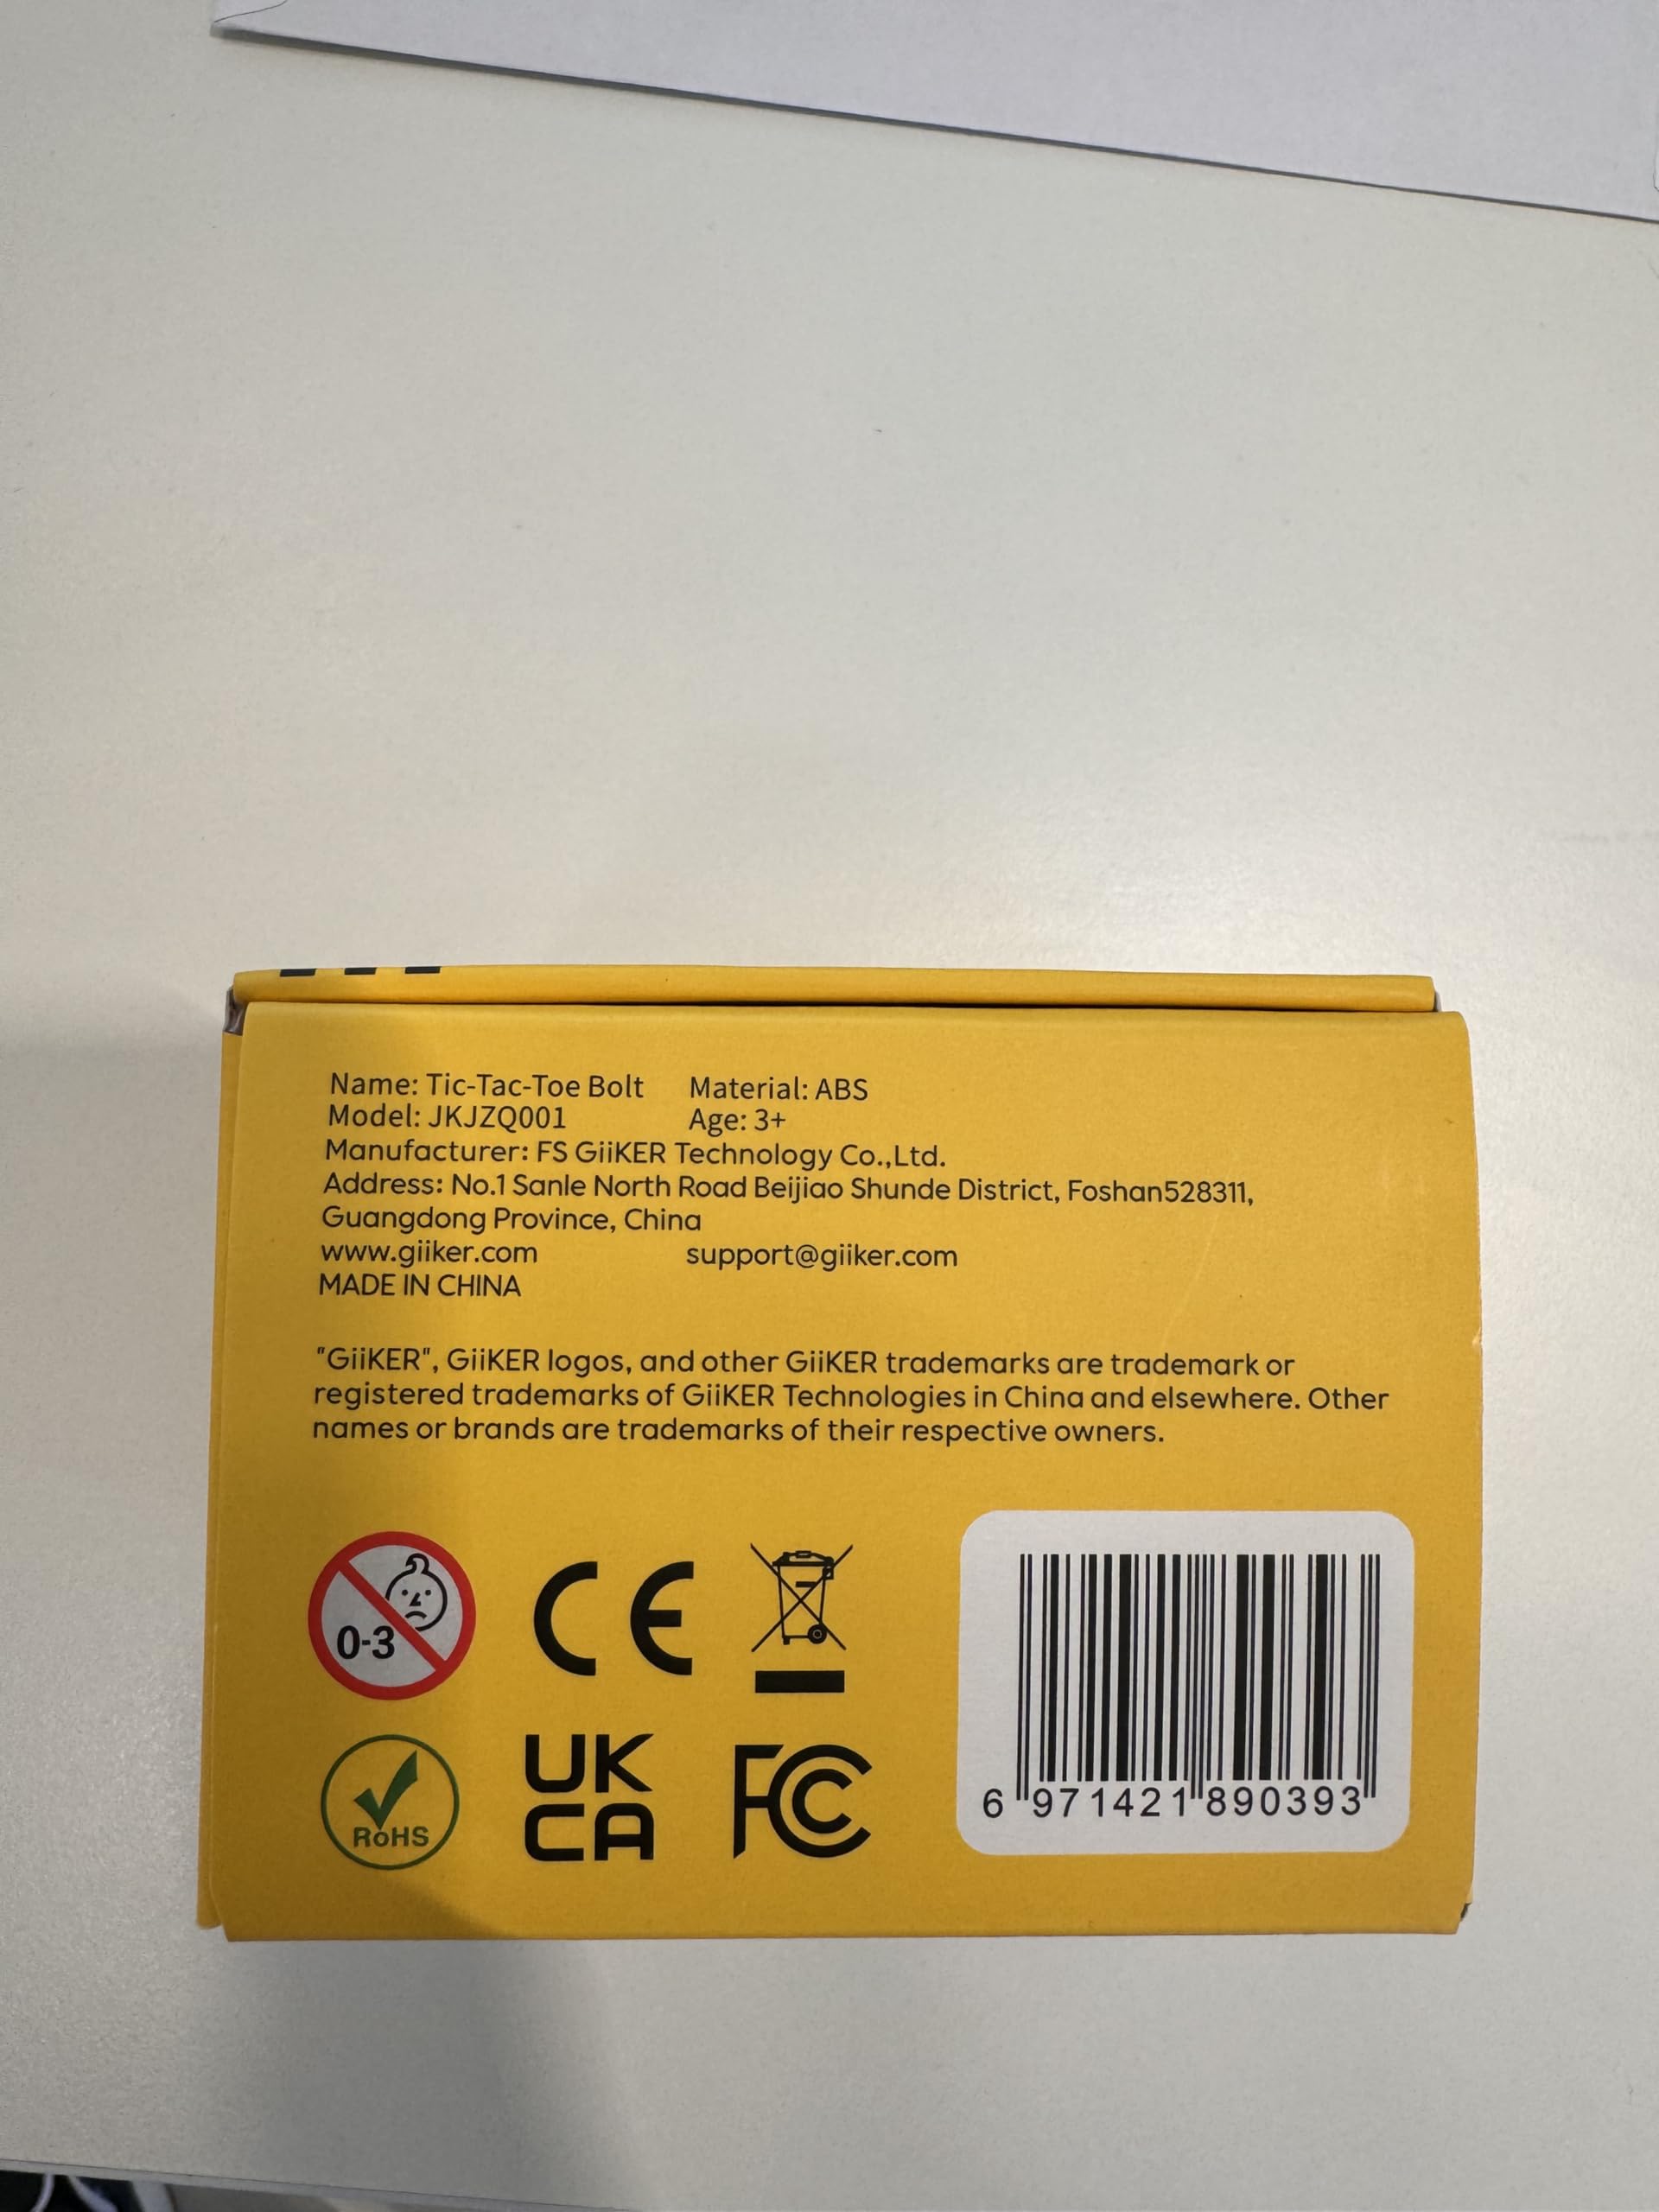 Name: Tic-Tac-Toe Bolt Material: ABS
Model: JKJZQ001 Age: 3+
Manufacturer: FS GiiKER Technology Co.,Ltd.
Address: No.1 Sanle North Road Beijiao Shunde District, Foshan528311,
Guangdong Province, China
www.giiker.com support@giiker.com
MADE IN CHINA
"GiiKER", GiiKER logos, and other GiiKER trademarks are trademark or
registered trademarks of GiiKER Technologies in China and elsewhere. Other
names or brands are trademarks of their respective owners.
0-3
CE
RoHS
UK
CA
FC
6 971421 890393